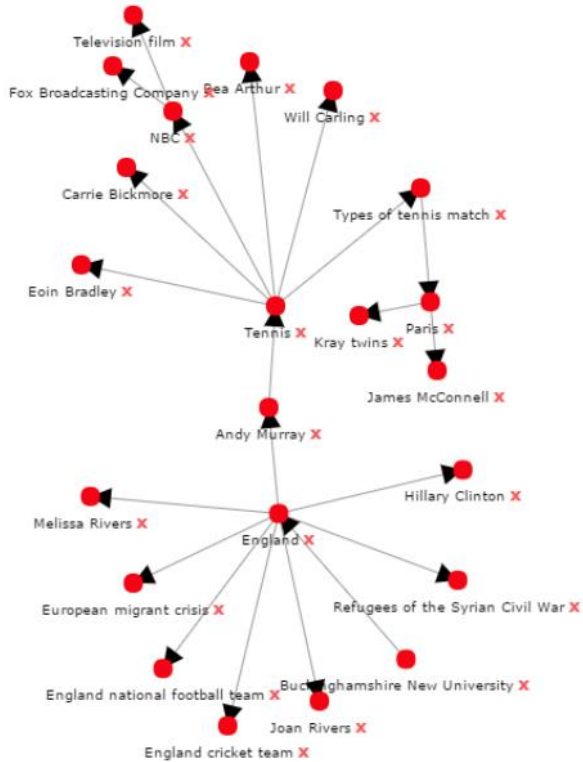 Television film X
Fox Broadcasting Company X
Bea Arthur X
Will Carling X
NBC X
Carrie Bickmore X
Types of tennis match X
Eoin Bradley X
Tennis X
Kray twins X
Paris X
James McConnell X
Andy Murray X
Hillary Clinton X
Melissa Rivers X
England X
European migrant crisis X
Refugees of the Syrian Civil War X
England national football team X
Buckinghamshire New University X
Joan Rivers X
England cricket team X